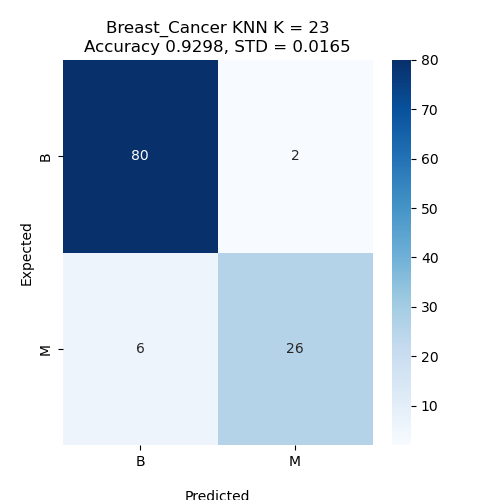 Breast_Cancer KNN K = 23
Accuracy 0.9298, STD = 0.0165
80
2
6
26
B
M
Expected
B
M
Predicted
80
70
60
50
40
30
20
10